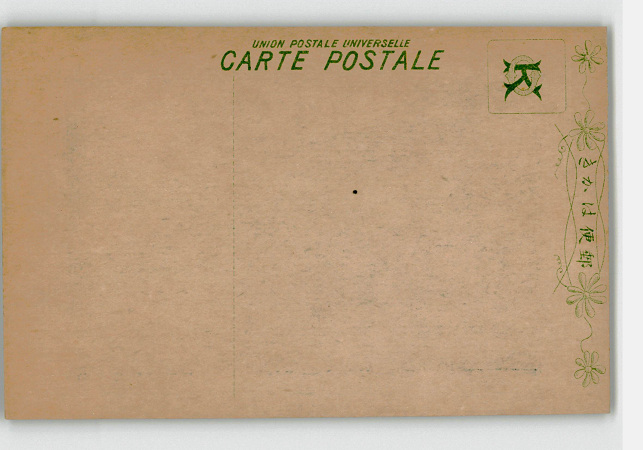 UNION POSTALE UNIVERSELLE
CARTE POSTALE
K
きかは便郵